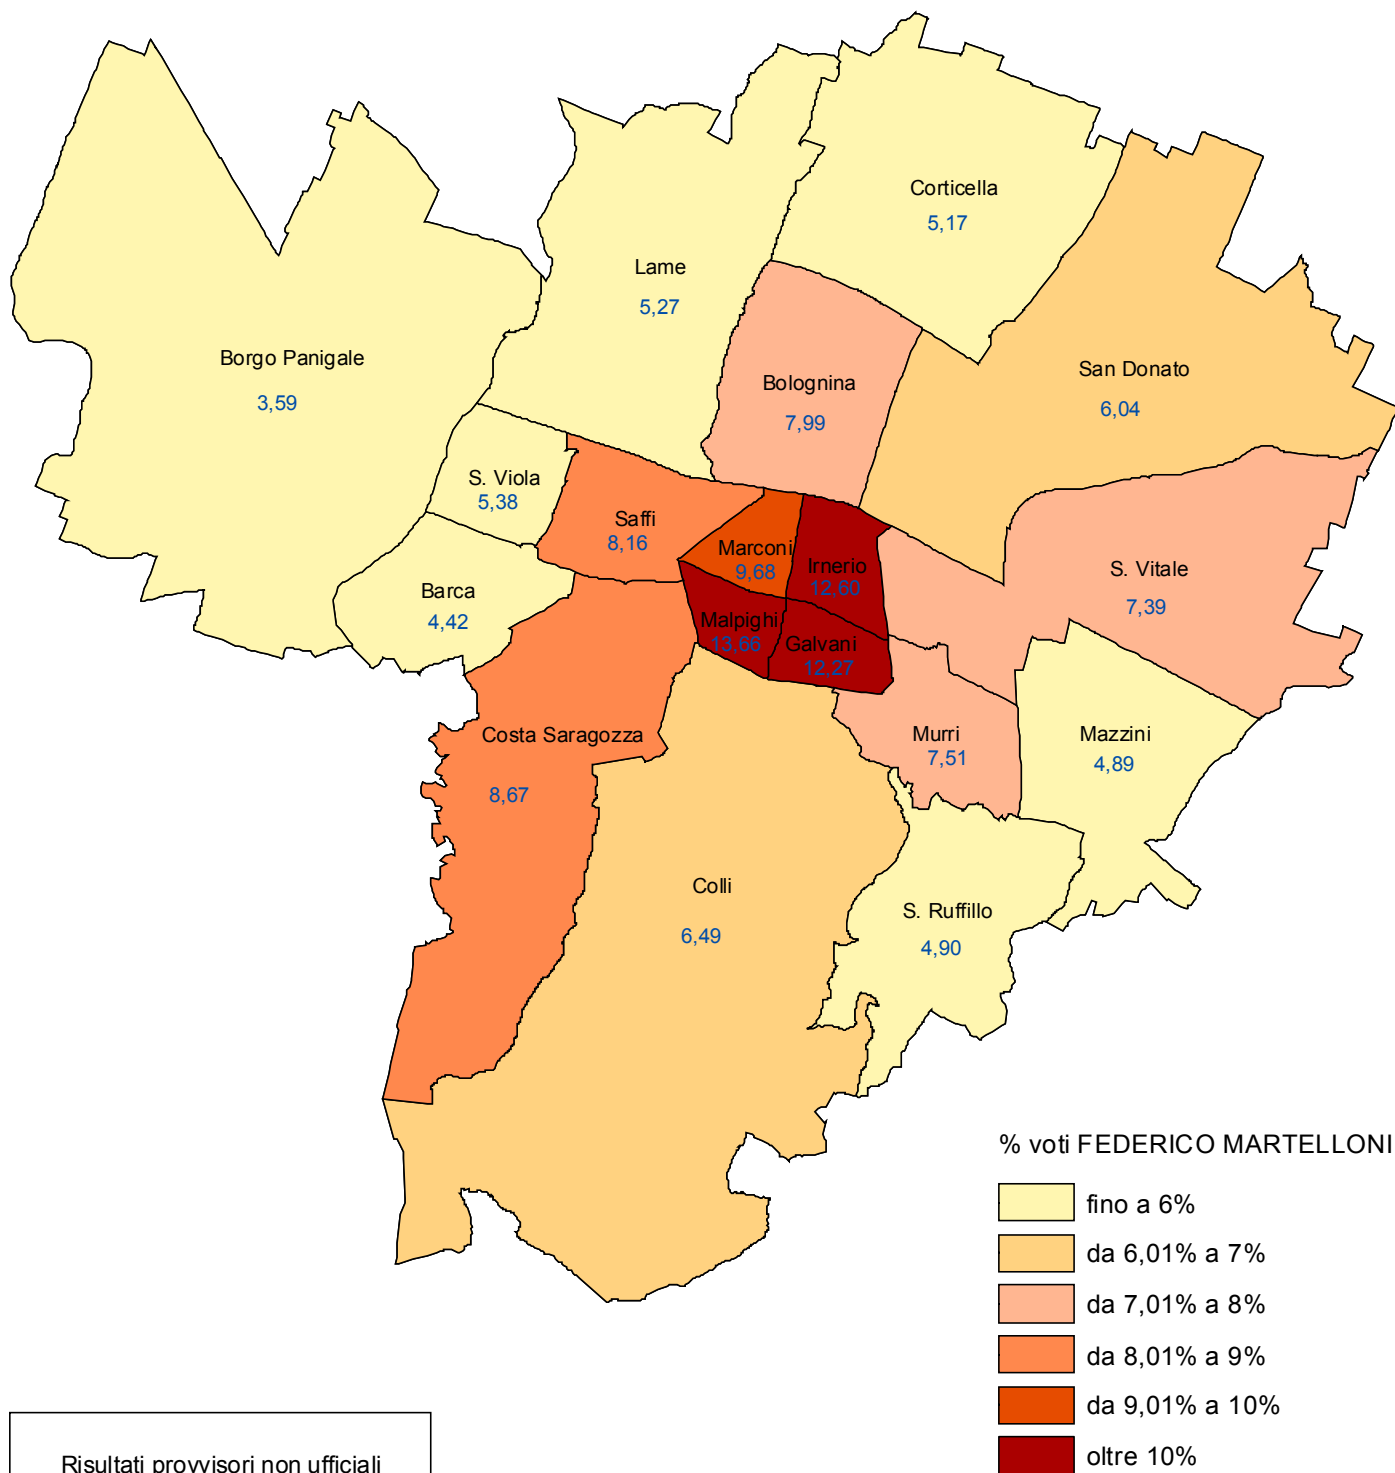 Corticella
5,17
Lame
5,27
Borgo Panigale
3,59
Bolognina
7,99
San Donato
6,04
S. Viola
5,38
Saffi
8,16
Marconi
9,68
Irnerio
12,60
S. Vitale
7,39
Barca
4,42
Malpighi
13,66
Galvani
12,27
Costa Saragozza
8,67
Murri
7,51
Mazzini
4,89
Colli
6,49
S. Ruffillo
4,90
% voti FEDERICO MARTELLONI
fino a 6%
da 6,01% a 7%
da 7,01% a 8%
da 8,01% a 9%
da 9,01% a 10%
oltre 10%
Risultati provvisori non ufficiali